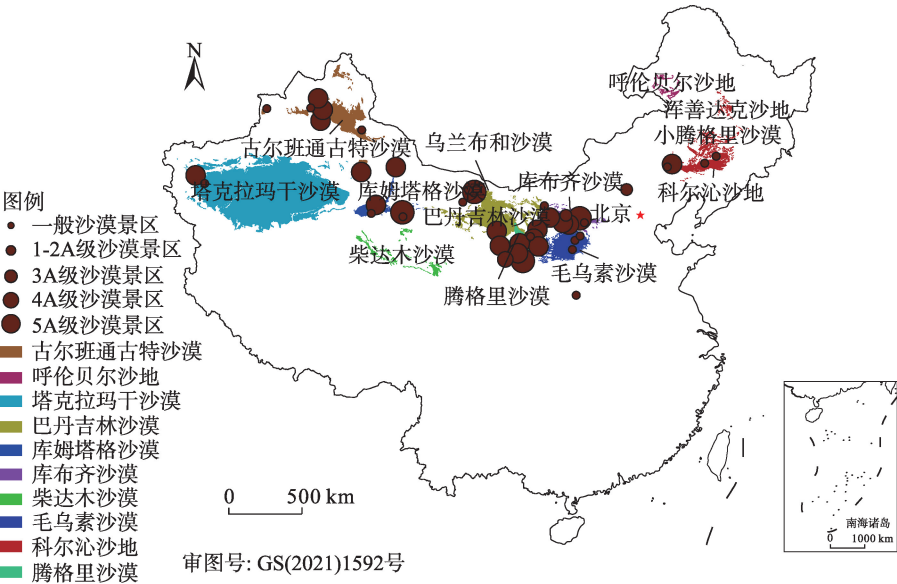 N
呼伦贝尔沙地
浑善达克沙地
小腾格里沙漠
古尔班通古特沙漠
乌兰布和沙漠
塔克拉玛干沙漠
库姆塔格沙漠
库布齐沙漠
科尔沁沙地
巴丹吉林沙漠
北京
柴达木沙漠
毛乌素沙漠
腾格里沙漠
图例
一般沙漠景区
1-2A级沙漠景区
3A级沙漠景区
4A级沙漠景区
5A级沙漠景区
古尔班通古特沙漠
呼伦贝尔沙地
塔克拉玛干沙漠
巴丹吉林沙漠
库姆塔格沙漠
库布齐沙漠
柴达木沙漠
毛乌素沙漠
科尔沁沙地
腾格里沙漠
0 500 km
审图号: GS(2021)1592号
南海诸岛
0 1000 km